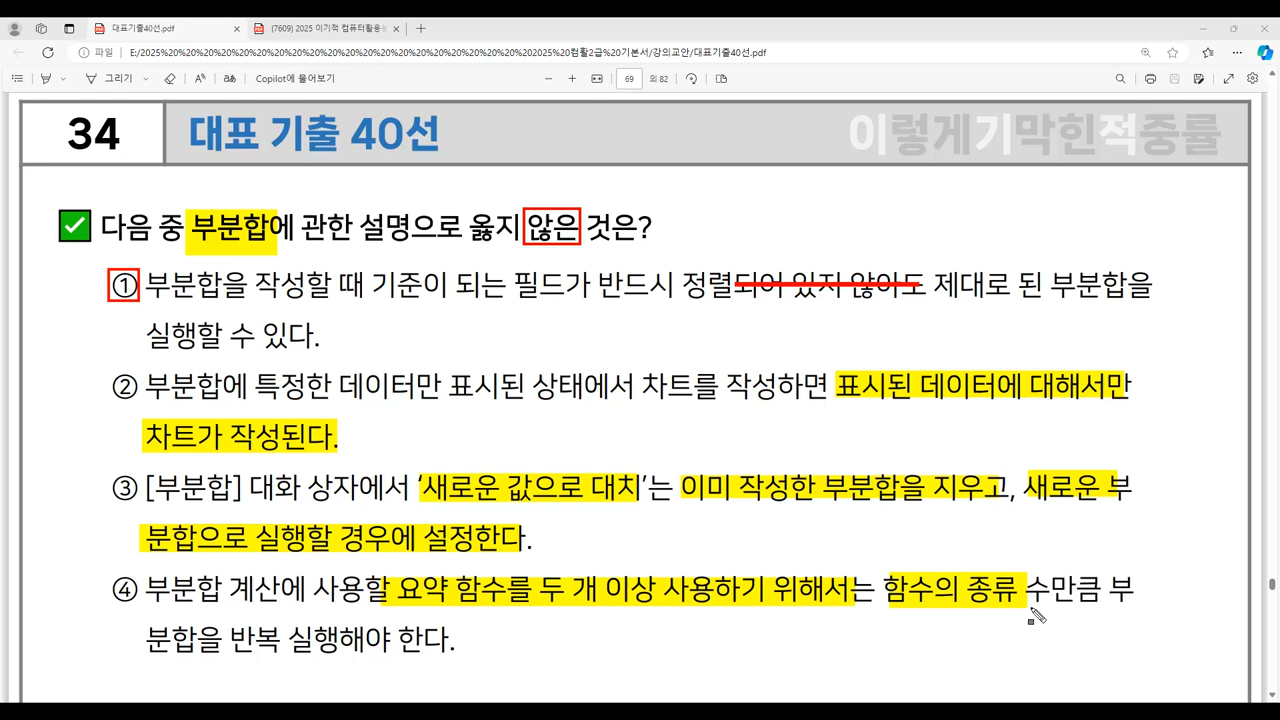 대표기출40선.pdf
(7609) 2025 이기적 컴퓨터활용능
파일
E:/2025%20%20%20%20%20%20%20%20%20%20%20%20%20%20%20%202025%20컴활2급%20기본서/강의교안/대표기출40선.pdf
그리기
Copilot에 물어보기
69
의 82
34
대표 기출 40선
이렇게기막힌적중률
다음 중 부분합에 관한 설명으로 옳지 않은 것은?
① 부분합을 작성할 때 기준이 되는 필드가 반드시 정렬되어 있지 않아도 제대로 된 부분합을
실행할 수 있다.
② 부분합에 특정한 데이터만 표시된 상태에서 차트를 작성하면 표시된 데이터에 대해서만
차트가 작성된다.
③ [부분합] 대화 상자에서 ‘새로운 값으로 대치’는 이미 작성한 부분합을 지우고, 새로운 부
분합으로 실행할 경우에 설정한다.
④ 부분합 계산에 사용할 요약 함수를 두 개 이상 사용하기 위해서는 함수의 종류 수만큼 부
분합을 반복 실행해야 한다.